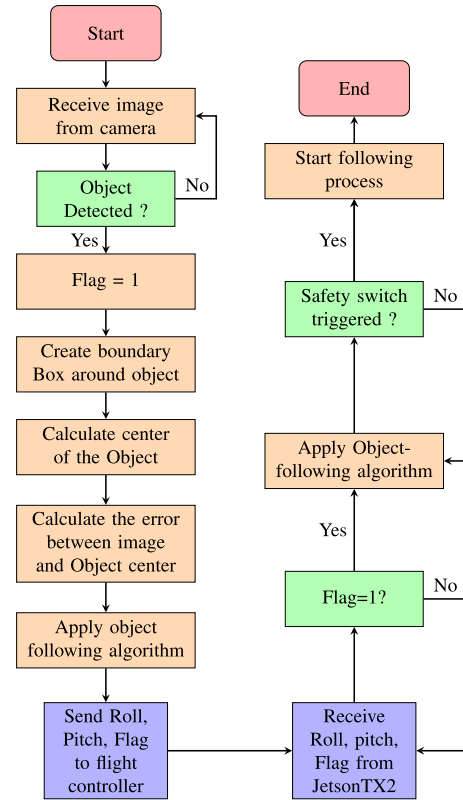 Start
Receive image
from camera
Object
Detected ?
No
Yes
Flag = 1
Create boundary
Box around object
Calculate center
of the Object
Calculate the error
between image
and Object center
Apply object
following algorithm
Send Roll,
Pitch, Flag
to flight
controller
End
Start following
process
Yes
Safety switch
triggered ?
No
Apply Object-
following algorithm
Yes
Flag=1?
No
Receive
Roll, pitch,
Flag from
JetsonTX2